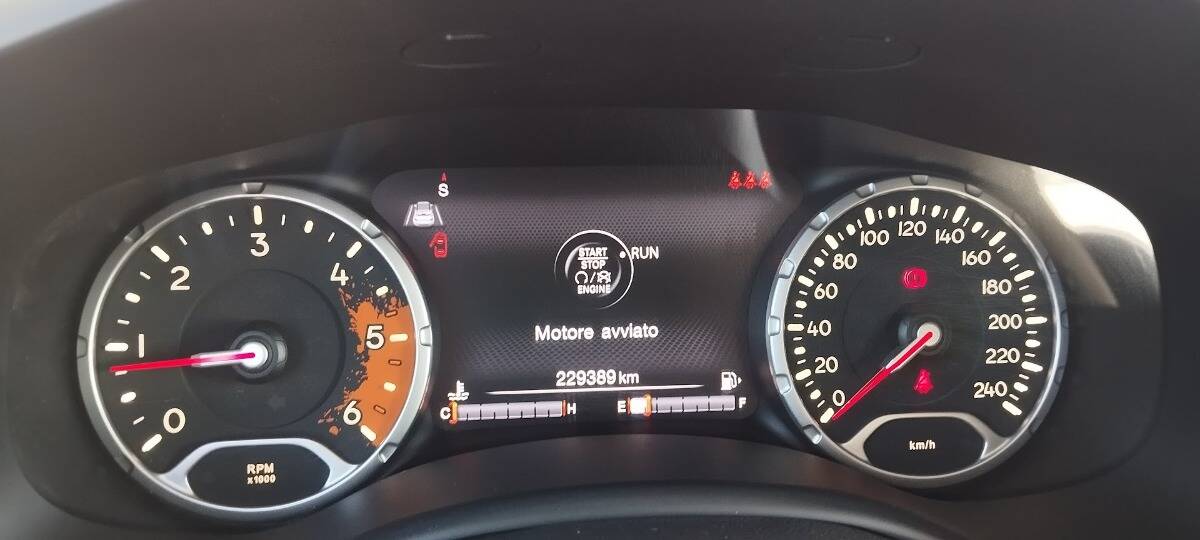 S
START
STOP
ENGINE
RUN
Motore avviato
229389 km
C H
E F
0
1
2
3
4
5
6
RPM
x1000
0
20
40
60
80
100
120
140
160
180
200
220
240
km/h